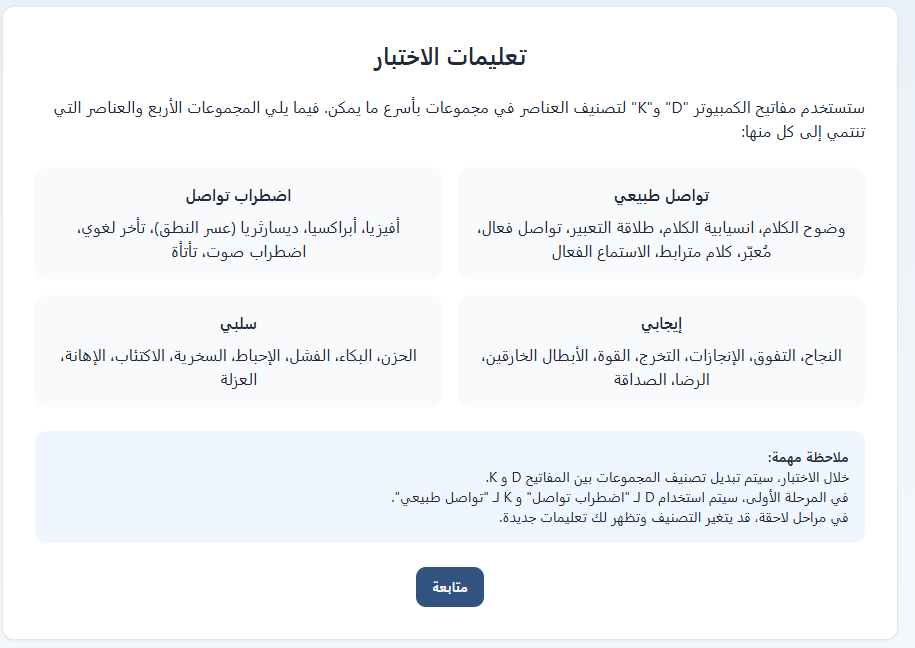 تعليمات الاختبار
ستستخدم مفاتيح الكمبيوتر "D" و"K" لتصنيف العناصر في مجموعات بأسرع ما يمكن. فيما يلي المجموعات الأربع والعناصر التي
تنتمي إلى كل منها:
تواصل طبيعي
وضوح الكلام، انسيابية الكلام، طلاقة التعبير، تواصل فعال،
مُعبّر، كلام مترابط، الاستماع الفعال
اضطراب تواصل
أفيزيا، أبراكسيا، ديسارثريا (عسر النطق)، تأخر لغوي،
اضطراب صوت، تأتأة
إيجابي
النجاح، التفوق، الإنجازات، التخرج، القوة، الأبطال الخارقين،
الرضا، الصداقة
سلبي
الحزن، البكاء، الفشل، الإحباط، السخرية، الاكتئاب، الإهانة،
العزلة
ملاحظة مهمة:
خلال الاختبار، سيتم تبديل تصنيف المجموعات بين المفاتيح D و K.
في المرحلة الأولى، سيتم استخدام D لـ "اضطراب تواصل" و K لـ "تواصل طبيعي".
في مراحل لاحقة، قد يتغير التصنيف وتظهر لك تعليمات جديدة.
متابعة